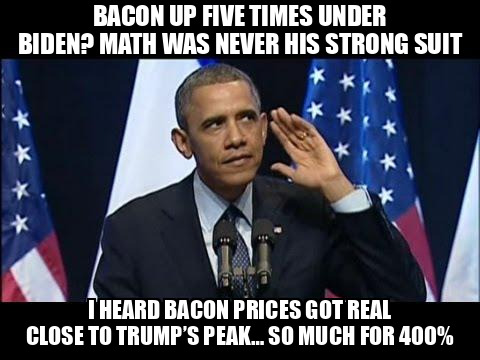 BACON UP FIVE TIMES UNDER
BIDEN? MATH WAS NEVER HIS STRONG SUIT
I HEARD BACON PRICES GOT REAL
CLOSE TO TRUMP'S PEAK... SO MUCH FOR 400%